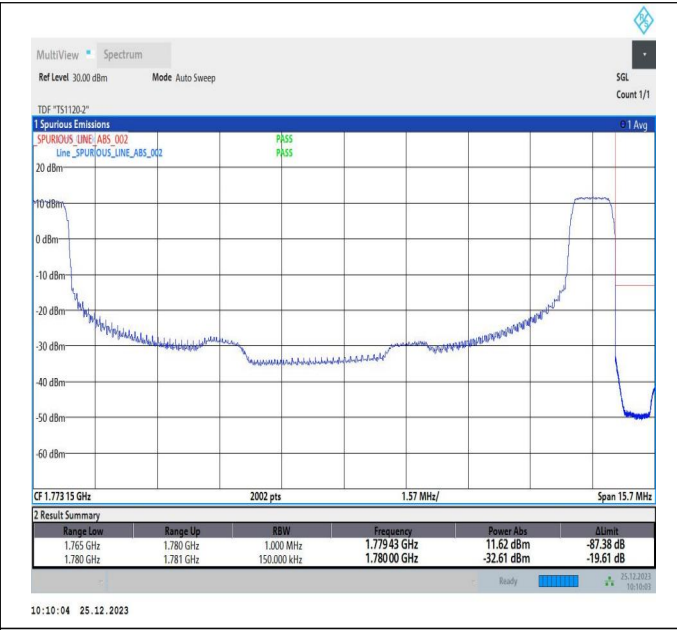 MultiView Spectrum
Ref Level 30.00 dBm Mode Auto Sweep SGL
Count 1/1
TDF "TS1120-2"
1 Spurious Emissions 1 Avg
_SPURIOUS_LINE_ABS_002 PASS
Line _SPURIOUS_LINE_ABS_002 PASS
20 dBm
10 dBm
0 dBm
-10 dBm
-20 dBm
-30 dBm
-40 dBm
-50 dBm
-60 dBm
CF 1.773 15 GHz 2002 pts 1.57 MHz/ Span 15.7 MHz
2 Result Summary
Range Low Range Up RBW Frequency Power Abs ΔLimit
1.765 GHz 1.780 GHz 1.000 MHz 1.779 43 GHz 11.62 dBm -87.38 dB
1.780 GHz 1.781 GHz 150.000 kHz 1.780 00 GHz -32.61 dBm -19.61 dB
Ready 25.12.2023
10:10:03
10:10:04 25.12.2023